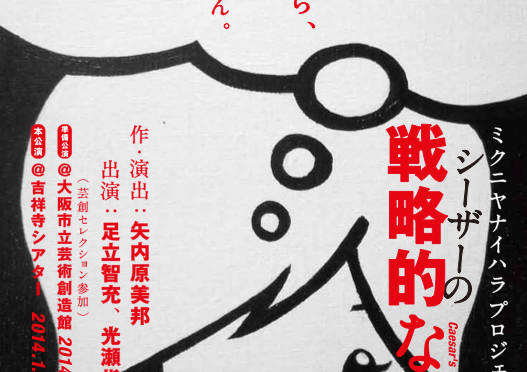 ら、
ん。
ミクニヤナイハラプロジェ
シーザーの
戦略的な
Caesar's
作・演出：矢内原美邦
出演：足立智充、光瀬
（芸創セレクション参加）
準備公演 @大阪市立芸術創造館 2014
本公演 @吉祥寺シアター 2014.1.